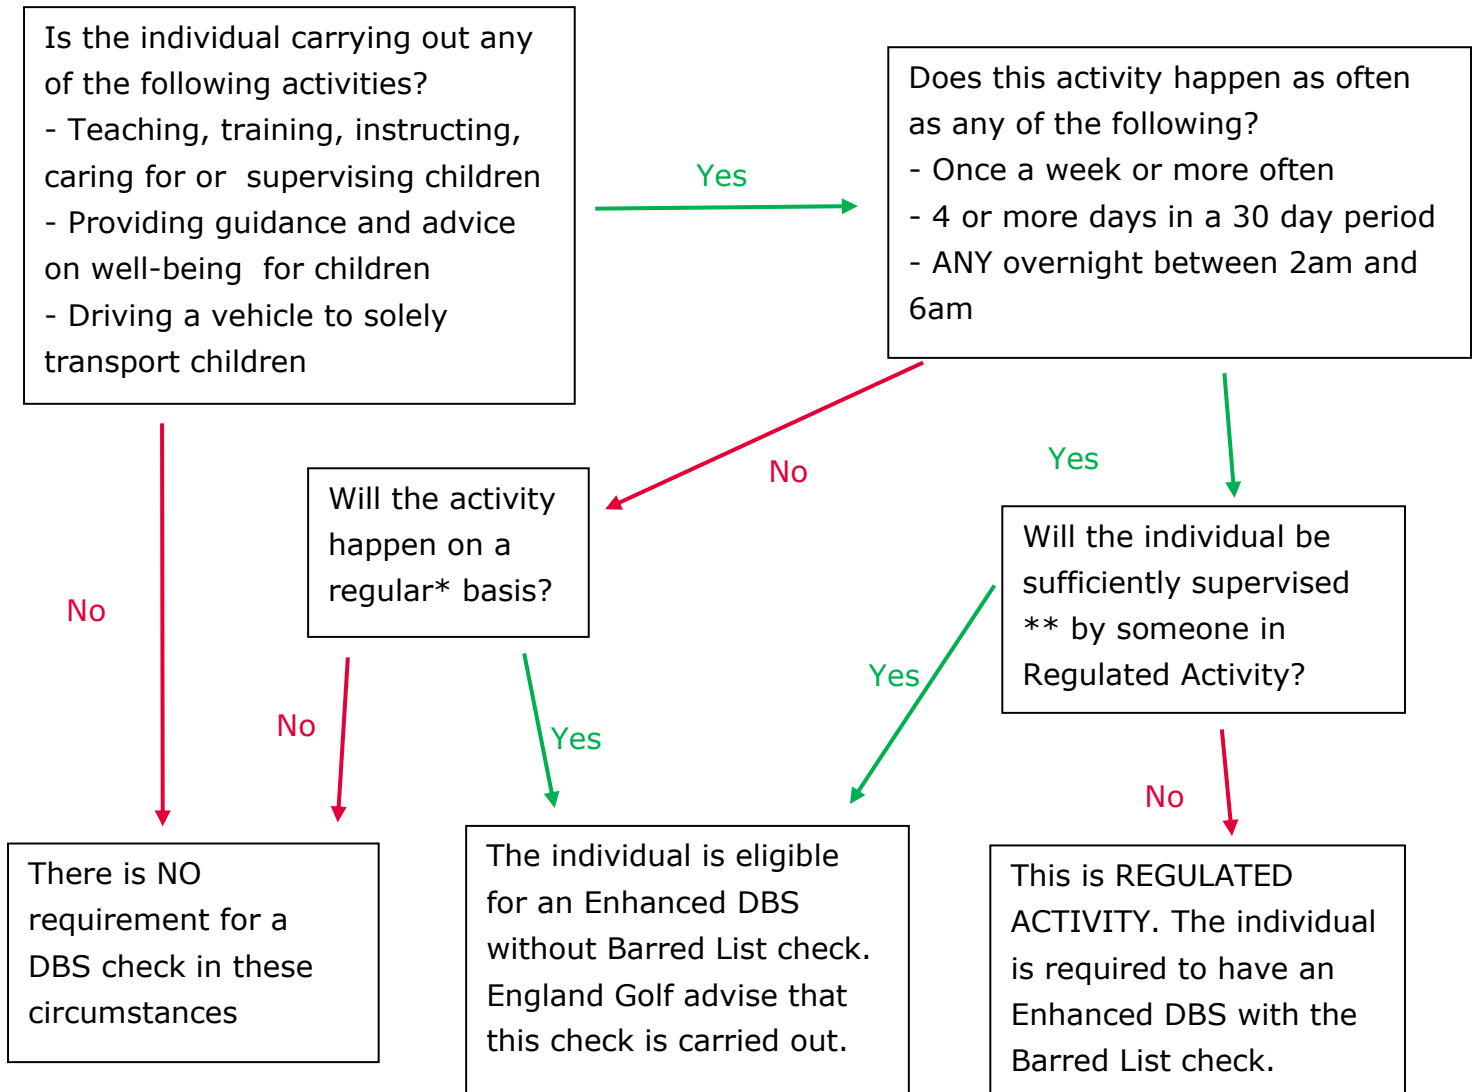 Is the individual carrying out any
of the following activities?
- Teaching, training, instructing,
caring for or  supervising children
- Providing guidance and advice
on well-being  for children
- Driving a vehicle to solely
transport children
Yes
Does this activity happen as often
as any of the following?
- Once a week or more often
- 4 or more days in a 30 day period
- ANY overnight between 2am and
6am
No
Yes
No
Will the activity
happen on a
regular* basis?
Will the individual be
sufficiently supervised
** by someone in
Regulated Activity?
No
Yes
Yes
No
There is NO
requirement for a
DBS check in these
circumstances
The individual is eligible
for an Enhanced DBS
without Barred List check.
England Golf advise that
this check is carried out.
This is REGULATED
ACTIVITY. The individual
is required to have an
Enhanced DBS with the
Barred List check.